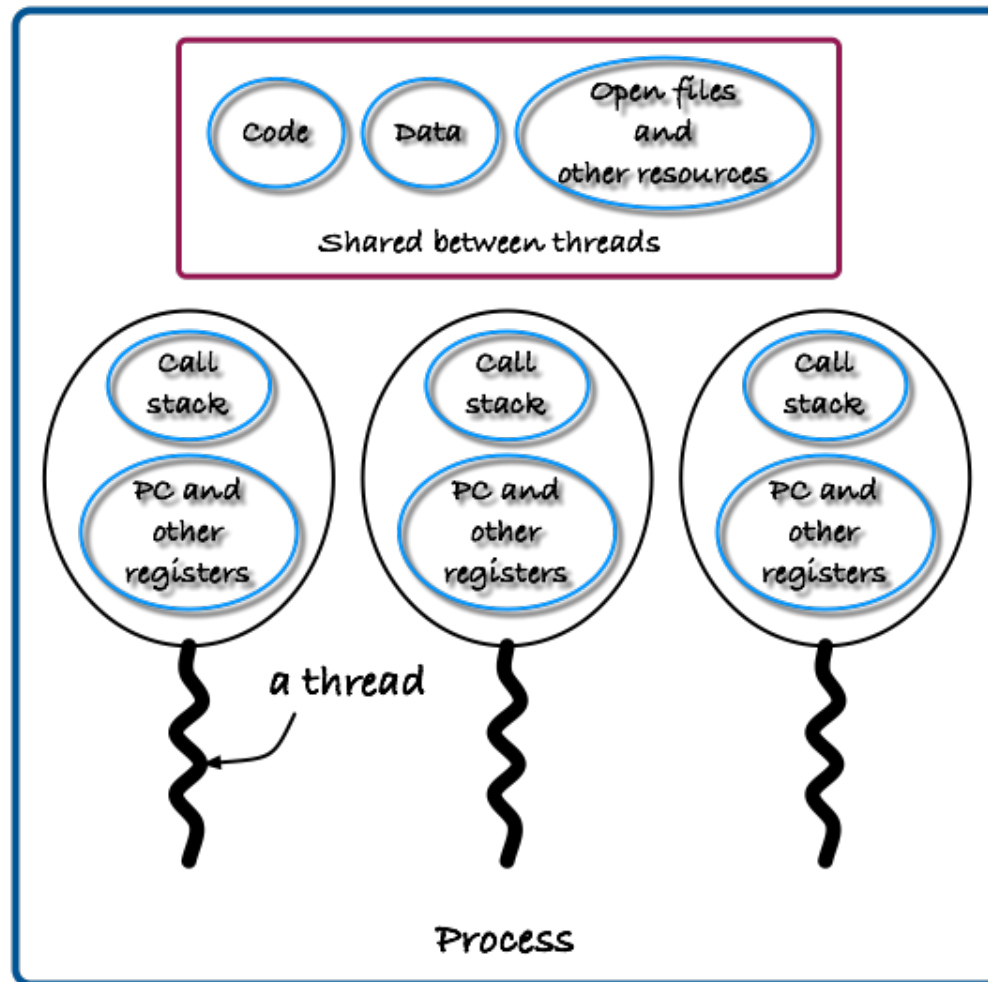 Code
Data
Open files
and
other resources
Shared between threads
Call
stack
PC and
other
registers
Call
stack
PC and
other
registers
Call
stack
PC and
other
registers
a thread
Process